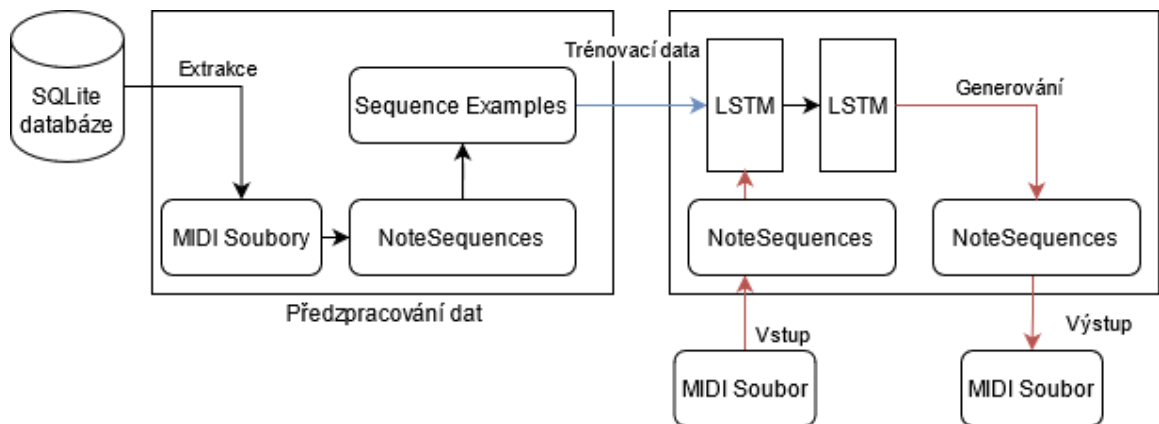 SQLite
databáze
Extrakce
MIDI Soubory
NoteSequences
Sequence Examples
Předzpracování dat
Trénovací data
LSTM
LSTM
Generování
NoteSequences
NoteSequences
Vstup
MIDI Soubor
Výstup
MIDI Soubor